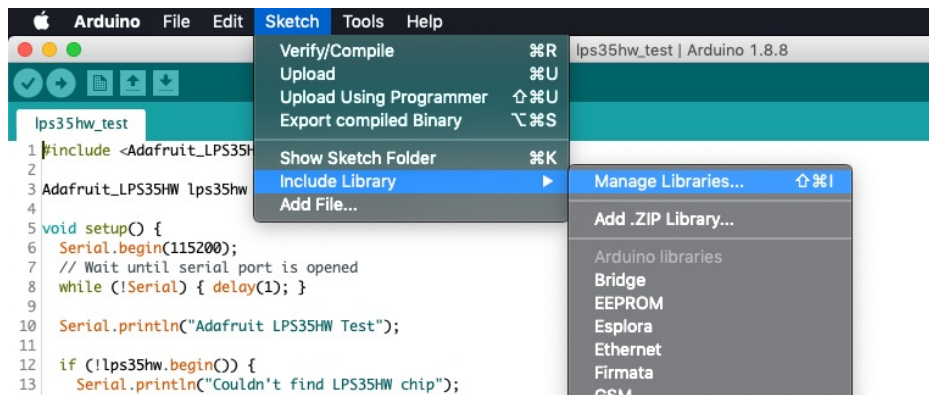 Arduino File Edit Sketch Tools Help
lps35hw_test | Arduino 1.8.8
Verify/Compile ⌘R
Upload ⌘U
Upload Using Programmer ⇧⌘U
Export compiled Binary ⌥⌘S
Show Sketch Folder ⌘K
Include Library ▶
Add File...
Manage Libraries... ⇧⌘I
Add .ZIP Library...
Arduino libraries
Bridge
EEPROM
Esplora
Ethernet
Firmata
GSM
lps35hw_test
1 #include <Adafruit_LPS35H
2
3 Adafruit_LPS35HW lps35hw
4
5 void setup() {
6 Serial.begin(115200);
7 // Wait until serial port is opened
8 while (!Serial) { delay(1); }
9
10 Serial.println("Adafruit LPS35HW Test");
11
12 if (!lps35hw.begin()) {
13 Serial.println("Couldn't find LPS35HW chip");